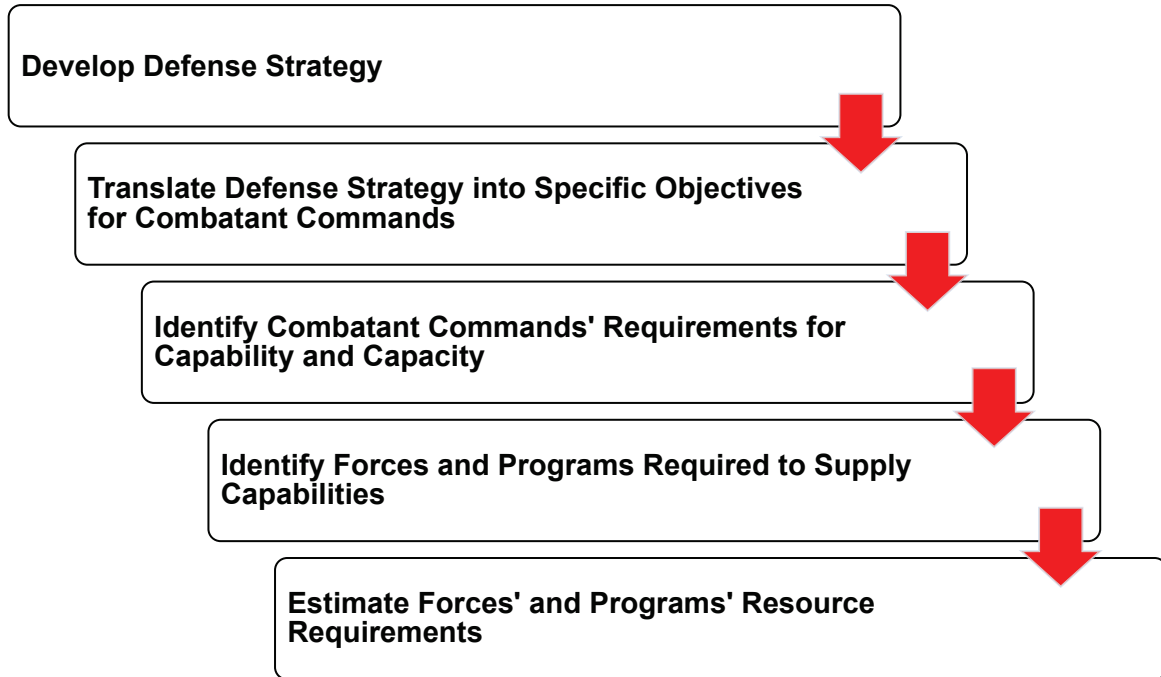 Develop Defense Strategy
Translate Defense Strategy into Specific Objectives
for Combatant Commands
Identify Combatant Commands' Requirements for
Capability and Capacity
Identify Forces and Programs Required to Supply
Capabilities
Estimate Forces' and Programs' Resource
Requirements